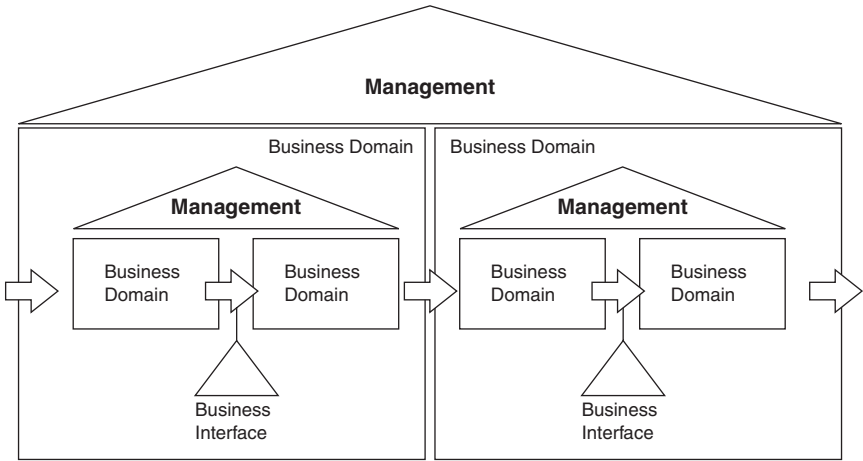 Management
Business Domain
Business Domain
Management
Management
Business
Domain
Business
Domain
Business
Domain
Business
Domain
Business
Interface
Business
Interface